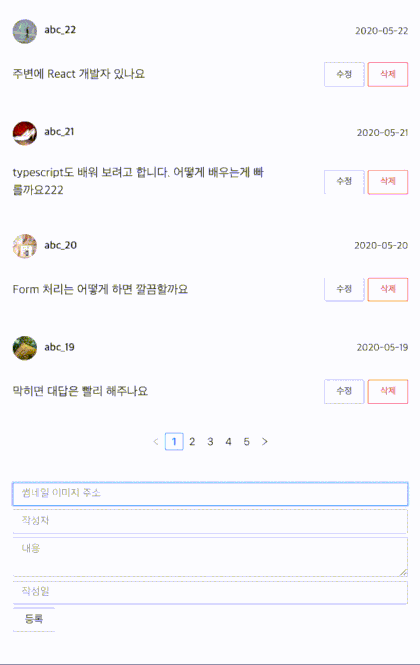 abc_22
2020-05-22
주변에 React 개발자 있나요
수정
삭제
abc_21
2020-05-21
typescript도 배워 보려고 합니다. 어떻게 배우는게 빠
를까요222
수정
삭제
abc_20
2020-05-20
Form 처리는 어떻게 하면 깔끔할까요
수정
삭제
abc_19
2020-05-19
막히면 대답은 빨리 해주나요
수정
삭제
< 1 2 3 4 5 >
썸네일 이미지 주소
작성자
내용
작성일
등록